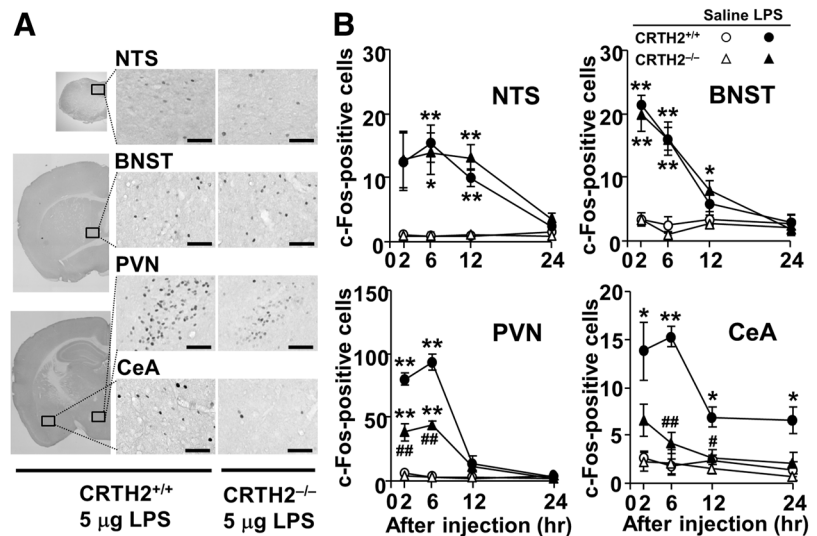 A
NTS
BNST
PVN
CeA
CRTH2+/+
5 μg LPS
CRTH2−/−
5 μg LPS
B
Saline LPS
CRTH2+/+
CRTH2−/−
c-Fos-positive cells
30
20
10
0
NTS
** ** * **
0 2 6 12 24
c-Fos-positive cells
30
20
10
0
BNST
** ** ** ** *
0 2 6 12 24
c-Fos-positive cells
150
100
50
0
PVN
** ** ** ** ## ##
0 2 6 12 24
After injection (hr)
c-Fos-positive cells
20
15
10
5
0
CeA
* ** * * ## #
0 2 6 12 24
After injection (hr)